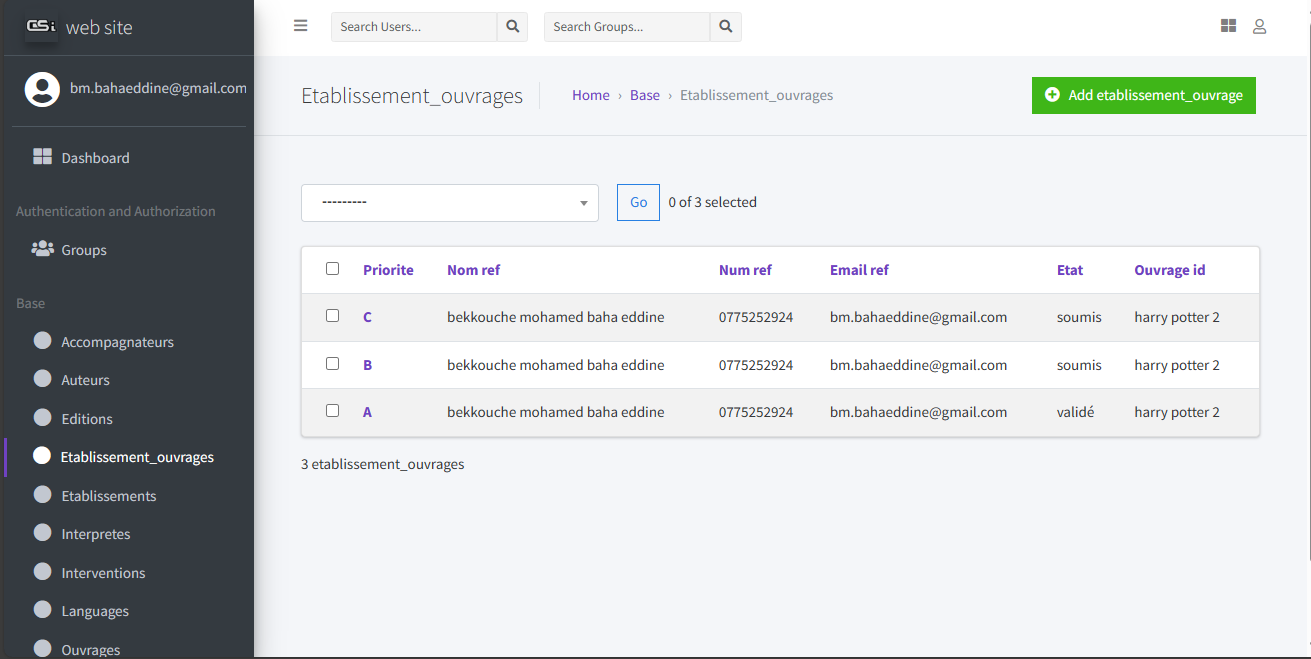 GSi web site
bm.bahaeddine@gmail.com
Dashboard
Authentication and Authorization
Groups
Base
Accompagnateurs
Auteurs
Editions
Etablissement_ouvrages
Etablissements
Interpretes
Interventions
Languages
Ouvrages
Search Users...
Search Groups...
Etablissement_ouvrages
Home › Base › Etablissement_ouvrages
Add etablissement_ouvrage
---------
Go
0 of 3 selected
Priorite Nom ref Num ref Email ref Etat Ouvrage id
C bekkouche mohamed baha eddine 0775252924 bm.bahaeddine@gmail.com soumis harry potter 2
B bekkouche mohamed baha eddine 0775252924 bm.bahaeddine@gmail.com soumis harry potter 2
A bekkouche mohamed baha eddine 0775252924 bm.bahaeddine@gmail.com validé harry potter 2
3 etablissement_ouvrages